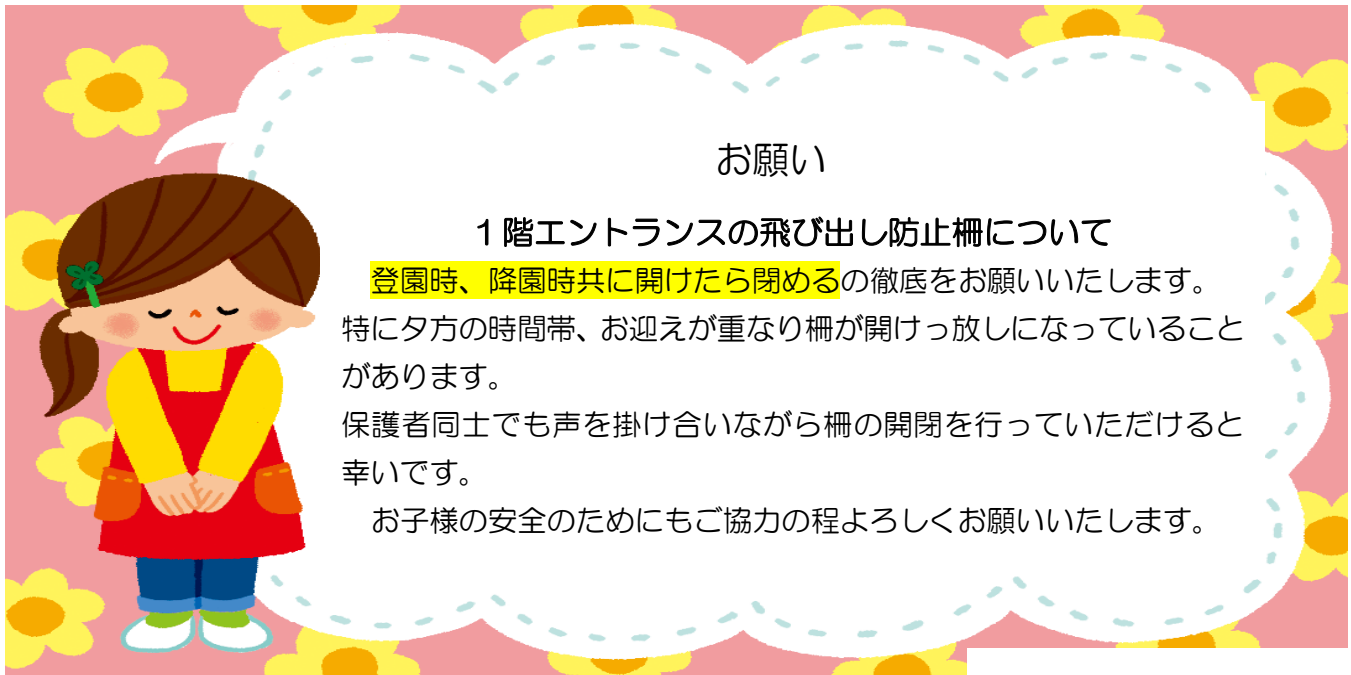 お願い
１階エントランスの飛び出し防止柵について
登園時、降園時共に開けたら閉めるの徹底をお願いいたします。
特に夕方の時間帯、お迎えが重なり柵が開けっ放しになっていること
があります。
保護者同士でも声を掛け合いながら柵の開閉を行っていただけると
幸いです。
お子様の安全のためにもご協力の程よろしくお願いいたします。